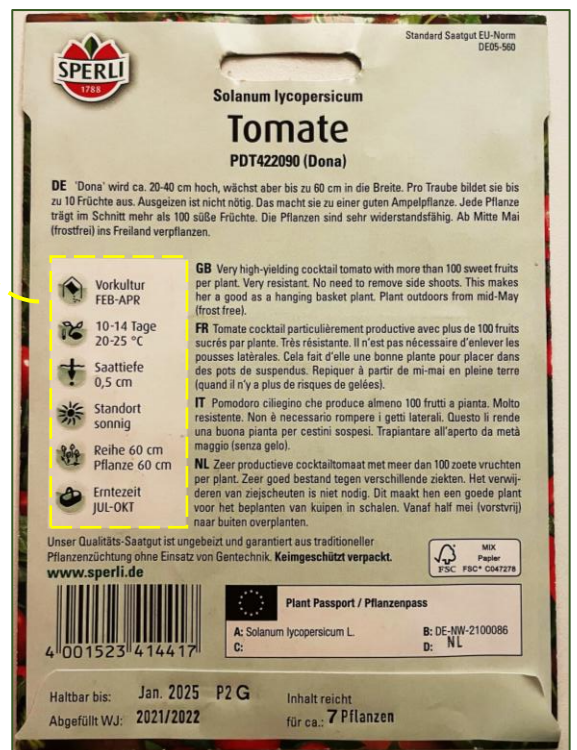 Standard Saatgut EU-Norm
DE05-560
SPERLI
1788
Solanum lycopersicum
Tomate
PDT422090 (Dona)
DE 'Dona' wird ca. 20-40 cm hoch, wächst aber bis zu 60 cm in die Breite. Pro Traube bildet sie bis
zu 10 Früchte aus. Ausgeizen ist nicht nötig. Das macht sie zu einer guten Ampelpflanze. Jede Pflanze
trägt im Schnitt mehr als 100 süße Früchte. Die Pflanzen sind sehr widerstandsfähig. Ab Mitte Mai
(frostfrei) ins Freiland verpflanzen.
Vorkultur
FEB-APR
10-14 Tage
20-25 °C
Saattiefe
0,5 cm
Standort
sonnig
Reihe 60 cm
Pflanze 60 cm
Erntezeit
JUL-OKT
GB Very high-yielding cocktail tomato with more than 100 sweet fruits
per plant. Very resistant. No need to remove side shoots. This makes
her a good as a hanging basket plant. Plant outdoors from mid-May
(frost free).
FR Tomate cocktail particulièrement productive avec plus de 100 fruits
sucrés par plante. Très résistante. Il n'est pas nécessaire d'enlever les
pousses latèrales. Cela fait d'elle une bonne plante pour placer dans
des pots de suspendus. Repiquer à partir de mi-mai en pleine terre
(quand il n'y a plus de risques de gelées).
IT Pomodoro ciliegino che produce almeno 100 frutti a pianta. Molto
resistente. Non è necessario rompere i getti laterali. Questo li rende
una buona pianta per cestini sospesi. Trapiantare all'aperto da metà
maggio (senza gelo).
NL Zeer productieve cocktailtomaat met meer dan 100 zoete vruchten
per plant. Zeer goed bestand tegen verschillende ziekten. Het verwij-
deren van ziejscheuten is niet nodig. Dit maakt hen een goede plant
voor het beplanten van kuipen in schalen. Vanaf half mei (vorstvrij)
naar buiten overplanten.
Unser Qualitäts-Saatgut ist ungebeizt und garantiert aus traditioneller
Pflanzenzüchtung ohne Einsatz von Gentechnik. Keimgeschützt verpackt.
www.sperli.de
FSC
MIX
Papier
FSC® C047278
Plant Passport / Pflanzenpass
A: Solanum lycopersicum L.
B: DE-NW-2100086
C:
D: NL
4 001523 414417
Haltbar bis: Jan. 2025 P2 G
Abgefüllt WJ: 2021/2022
Inhalt reicht
für ca.: 7 Pflanzen